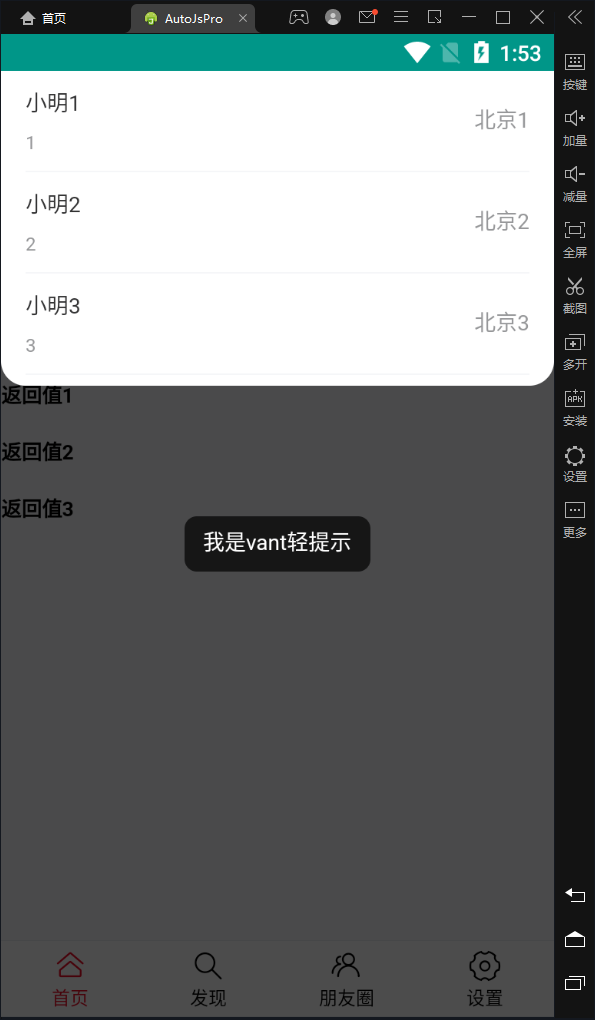 首页
AutoJsPro
1:53
小明1
北京1
1
小明2
北京2
2
小明3
北京3
3
返回值1
返回值2
返回值3
我是vant轻提示
首页
发现
朋友圈
设置
按键
加量
减量
全屏
截图
多开
APK
安装
设置
更多